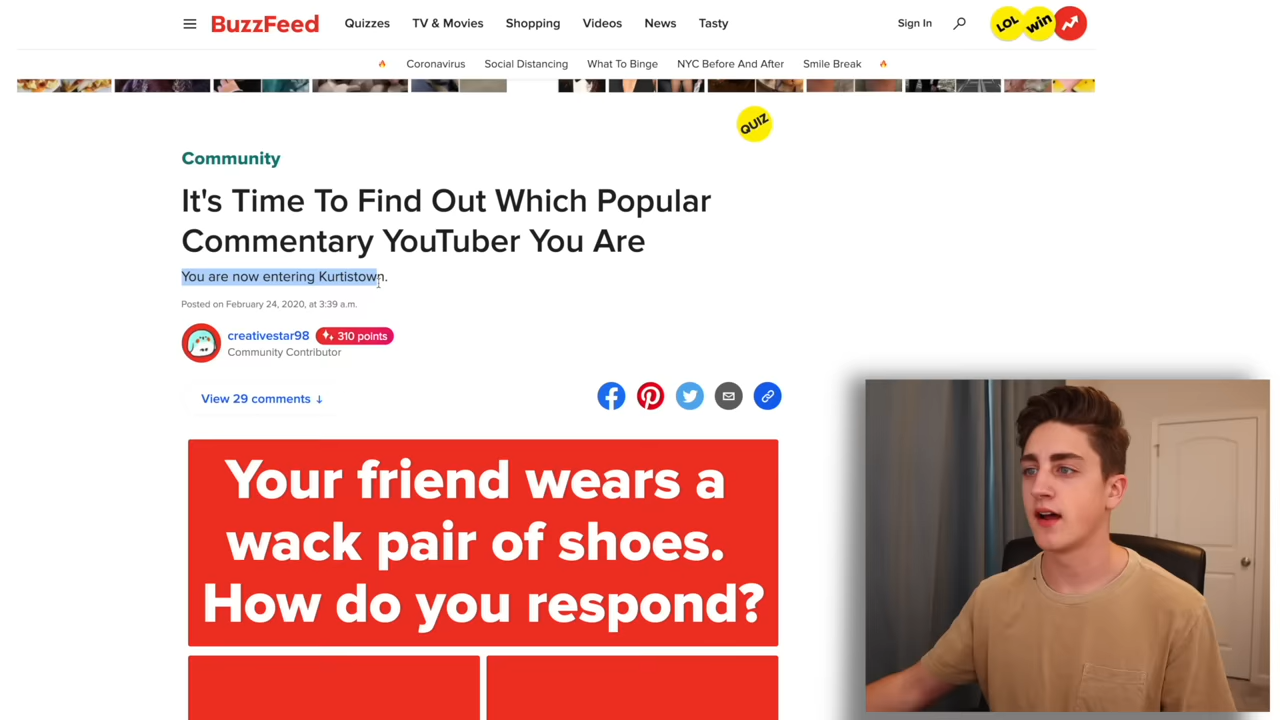 BuzzFeed Quizzes TV & Movies Shopping Videos News Tasty Sign In LOL win
Coronavirus Social Distancing What To Binge NYC Before And After Smile Break
QUIZ
Community
It's Time To Find Out Which Popular
Commentary YouTuber You Are
You are now entering Kurtistown.
Posted on February 24, 2020, at 3:39 a.m.
creativestar98 310 points
Community Contributor
View 29 comments ↓
Your friend wears a
wack pair of shoes.
How do you respond?